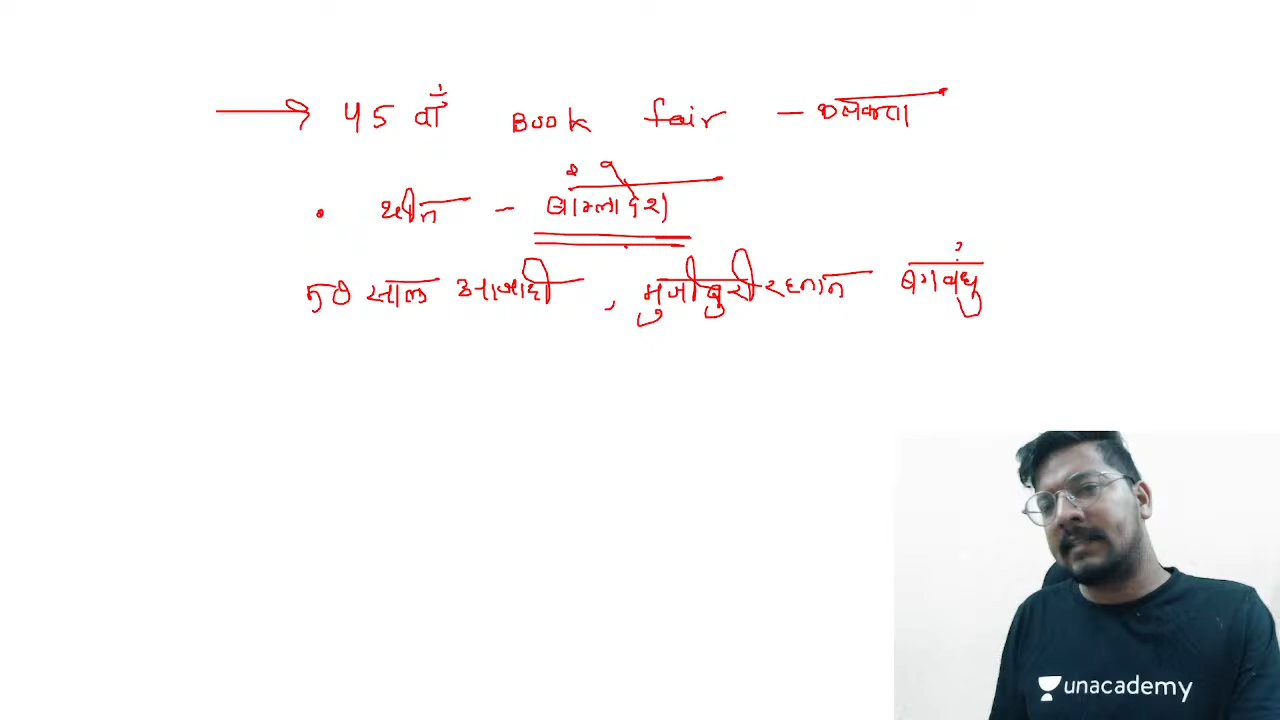 → 45 वाँ Book fair – कलकत्ता
• थीम – बांग्लादेश
50 साल आजादी , मुजीबुर रहमान बंगबंधु
unacademy